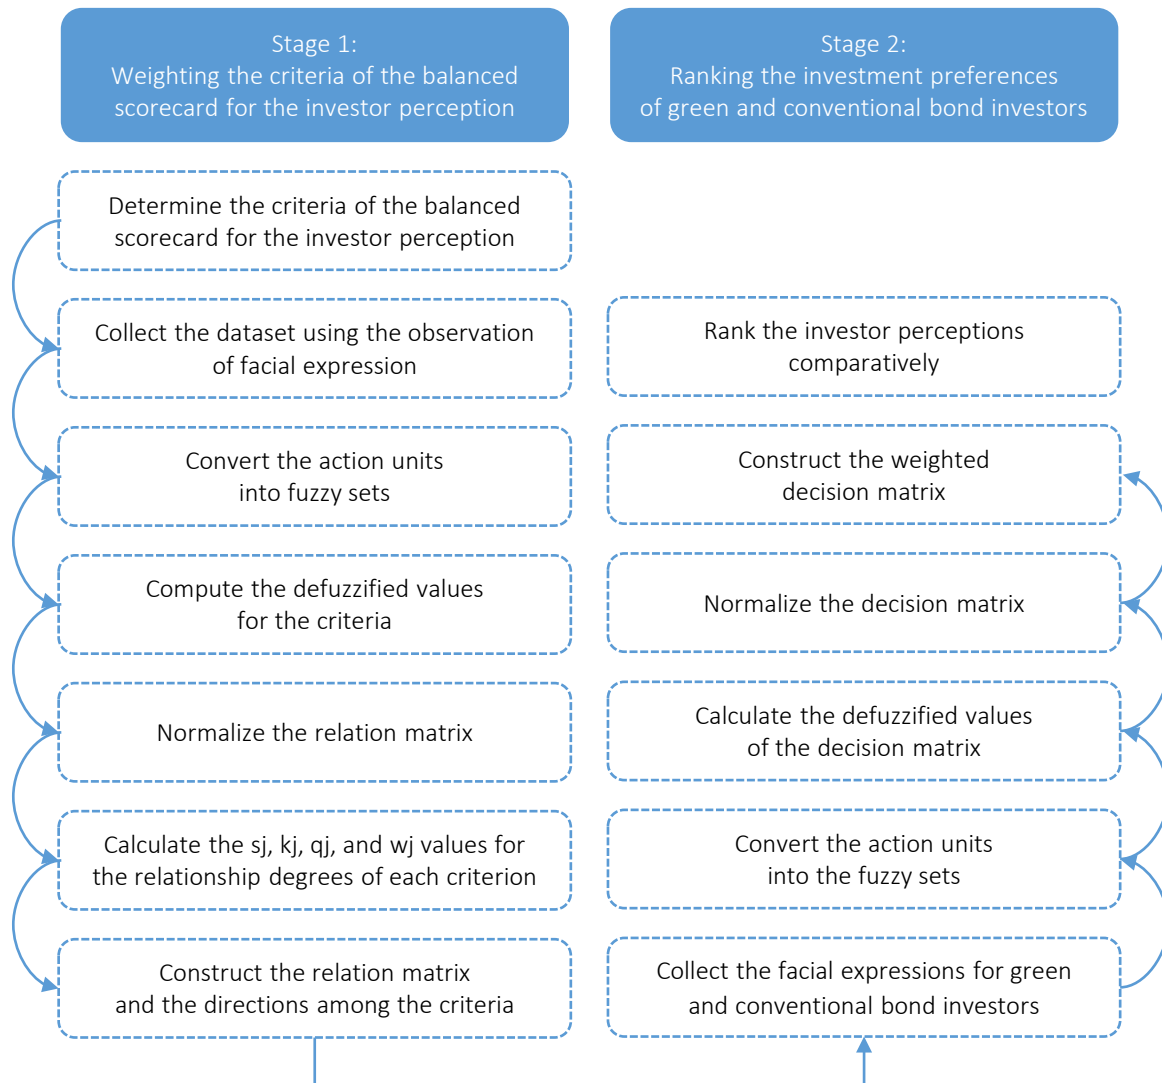 Stage 1:
Weighting the criteria of the balanced
scorecard for the investor perception
Determine the criteria of the balanced
scorecard for the investor perception
Collect the dataset using the observation
of facial expression
Convert the action units
into fuzzy sets
Compute the defuzzified values
for the criteria
Normalize the relation matrix
Calculate the sj, kj, qj, and wj values for
the relationship degrees of each criterion
Construct the relation matrix
and the directions among the criteria
Stage 2:
Ranking the investment preferences
of green and conventional bond investors
Rank the investor perceptions
comparatively
Construct the weighted
decision matrix
Normalize the decision matrix
Calculate the defuzzified values
of the decision matrix
Convert the action units
into the fuzzy sets
Collect the facial expressions for green
and conventional bond investors